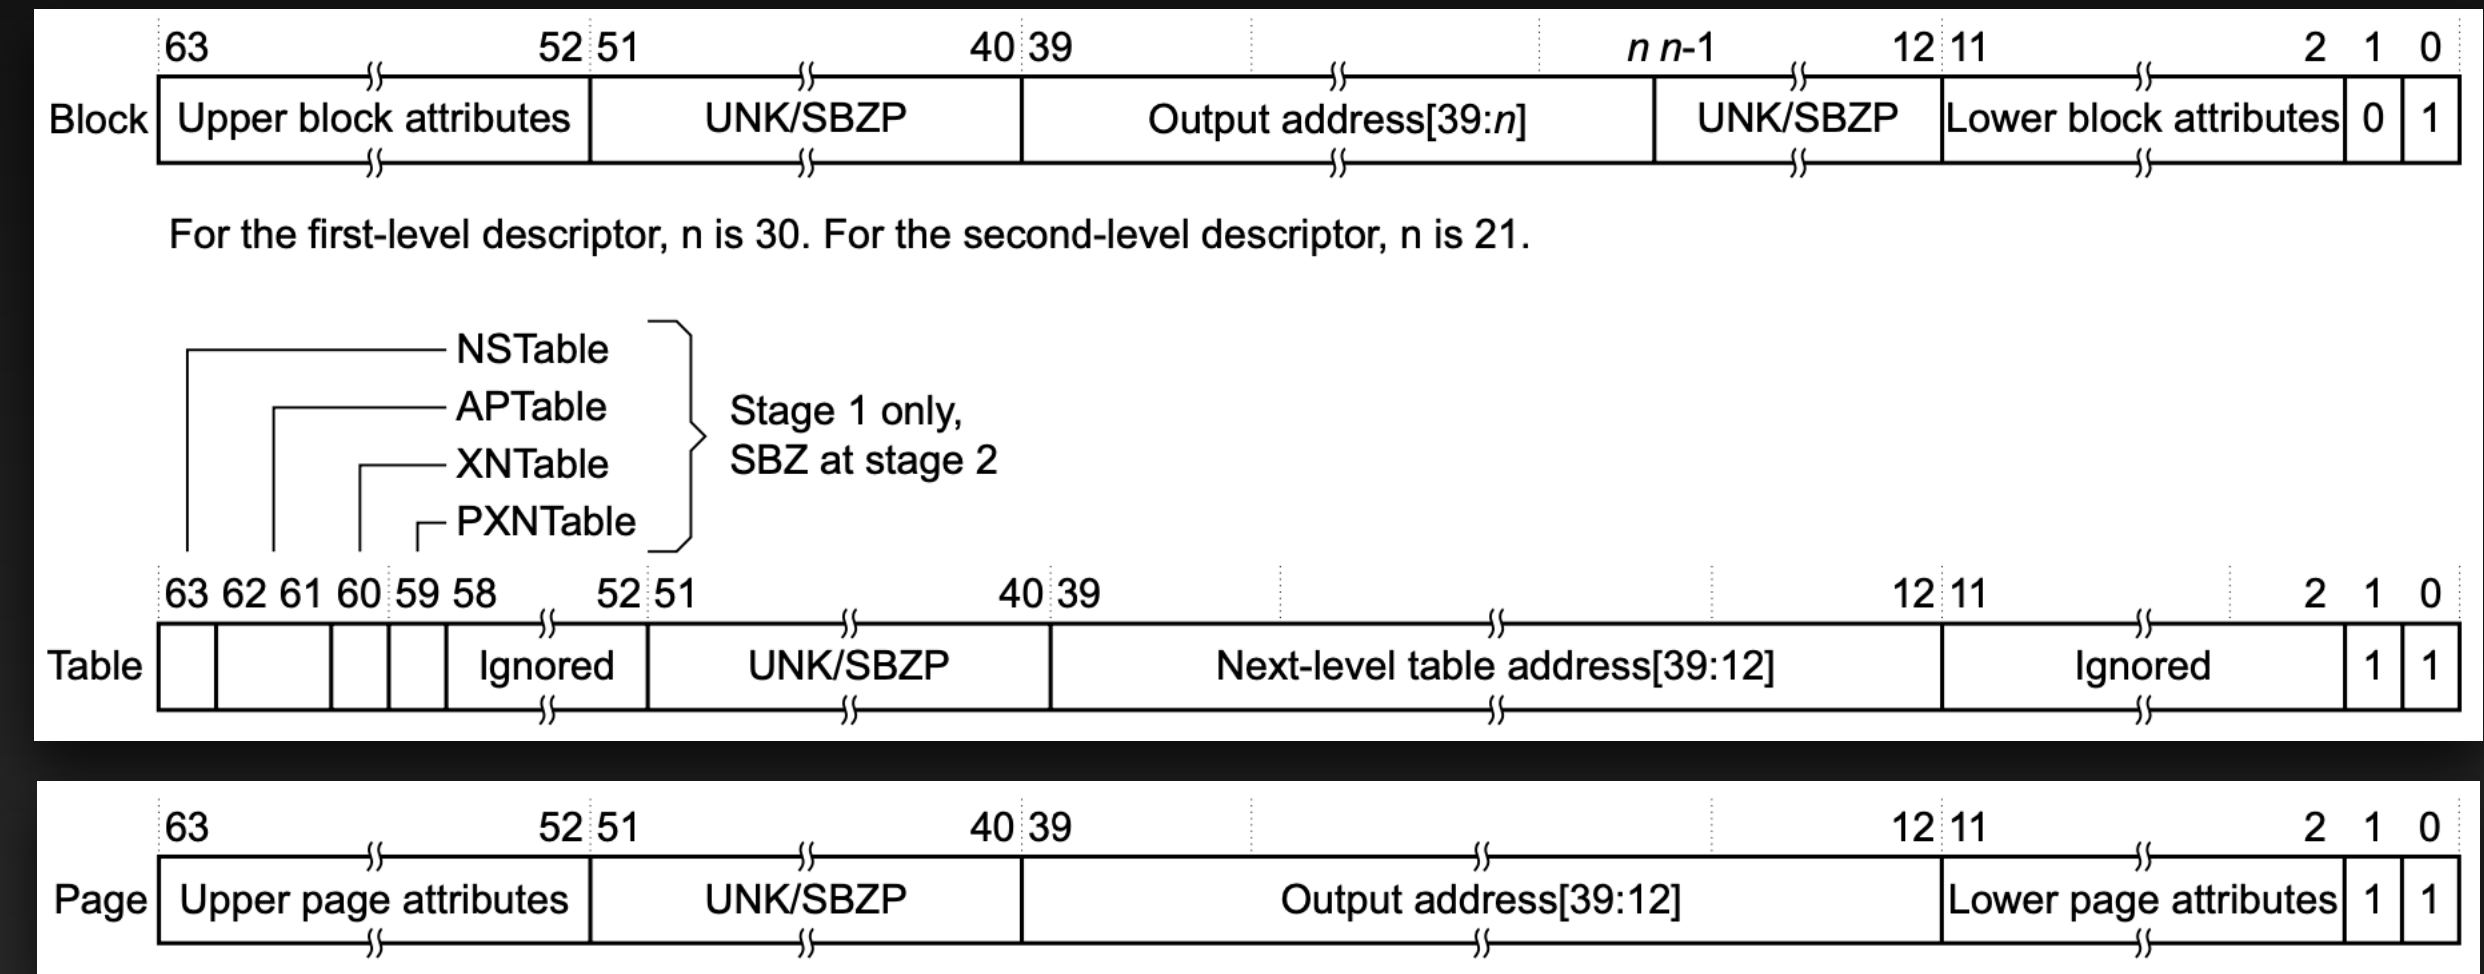 63 52 51 40 39 n n-1 12 11 2 1 0
Block Upper block attributes UNK/SBZP Output address[39:n] UNK/SBZP Lower block attributes 0 1
For the first-level descriptor, n is 30. For the second-level descriptor, n is 21.
NSTable
APTable
XNTable
PXNTable
Stage 1 only,
SBZ at stage 2
63 62 61 60 59 58 52 51 40 39 12 11 2 1 0
Table Ignored UNK/SBZP Next-level table address[39:12] Ignored 1 1
63 52 51 40 39 12 11 2 1 0
Page Upper page attributes UNK/SBZP Output address[39:12] Lower page attributes 1 1